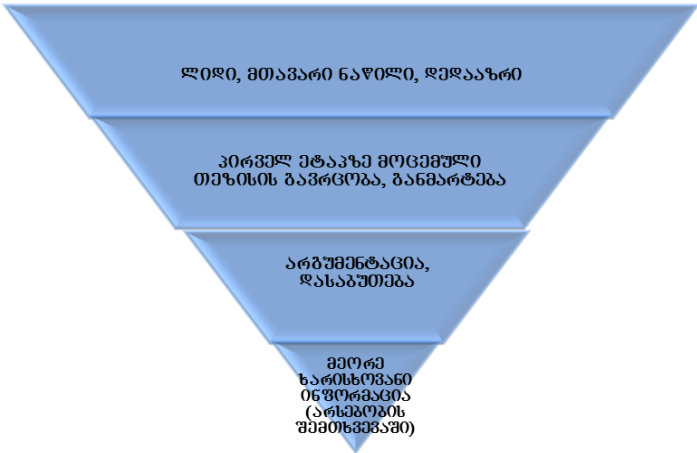 ლიდი, მთავარი ნაწილი, დედააზრი
პირველ ეტაპზე მოცემული
თეზისის გავრცობა, განმარტება
არგუმენტაცია,
დასაბუთება
მეორე
ხარისხოვანი
ინფორმაცია
(არსებობის
შემთხვევაში)